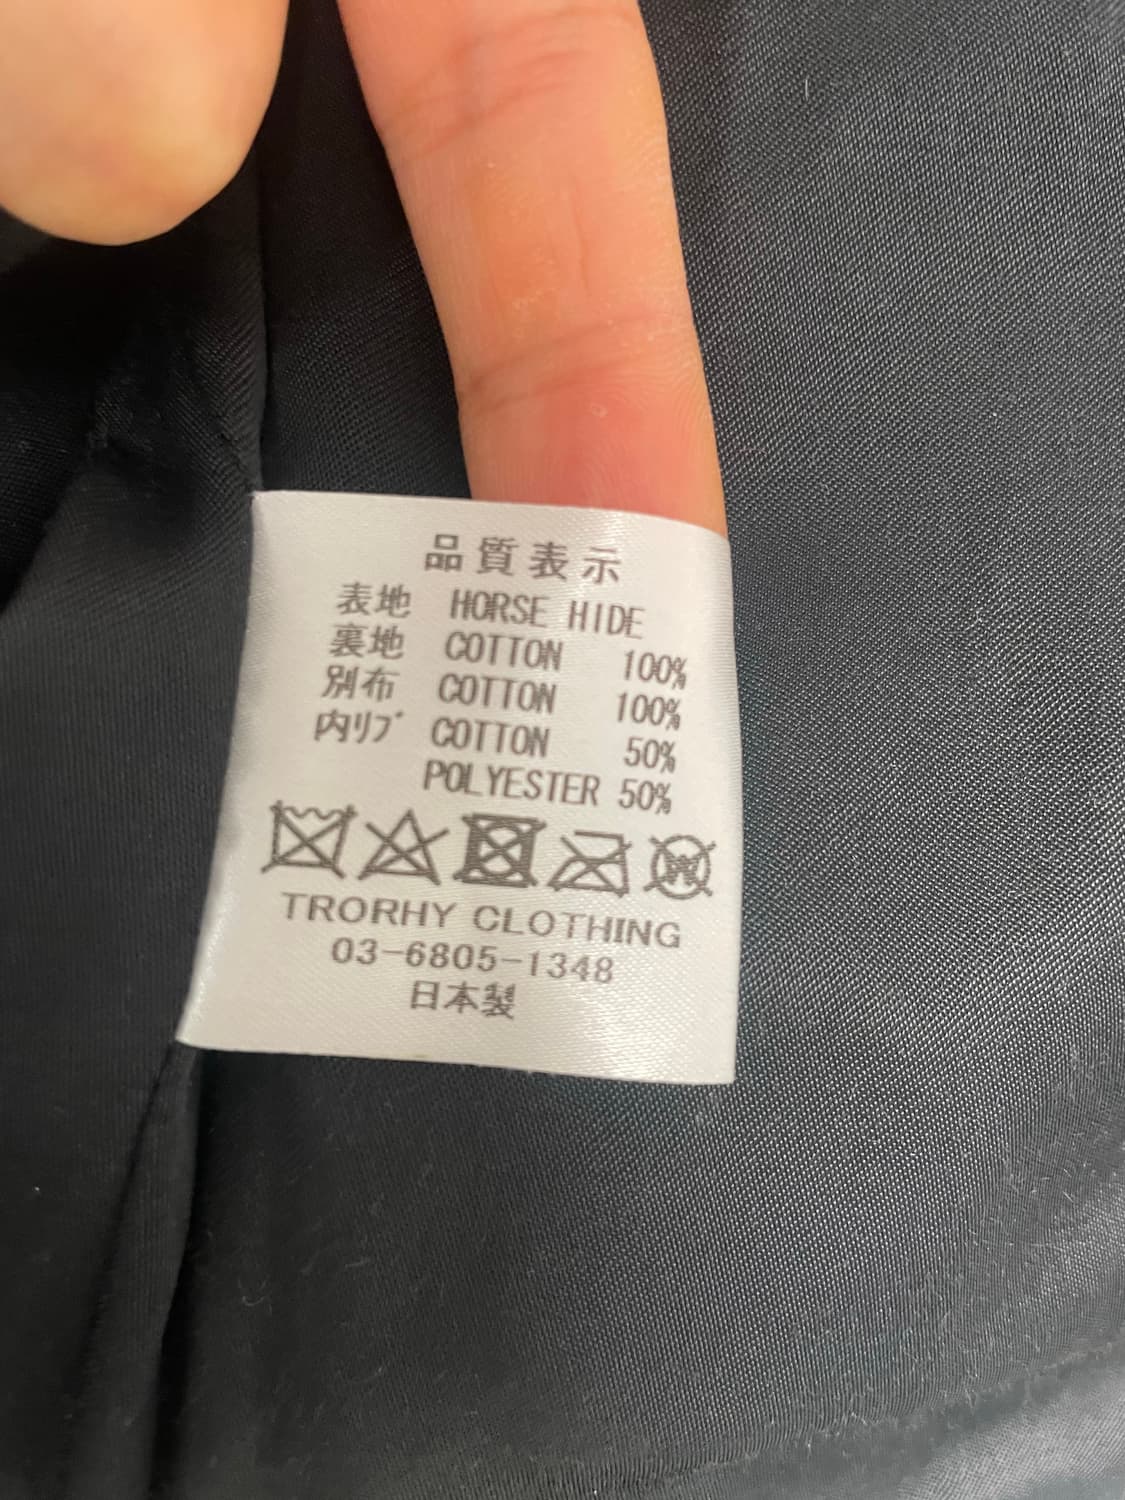 品質表示
表地 HORSE HIDE
裏地 COTTON 100%
別布 COTTON 100%
内リブ COTTON 50%
POLYESTER 50%
W
TRORHY CLOTHING
03-6805-1348
日本製